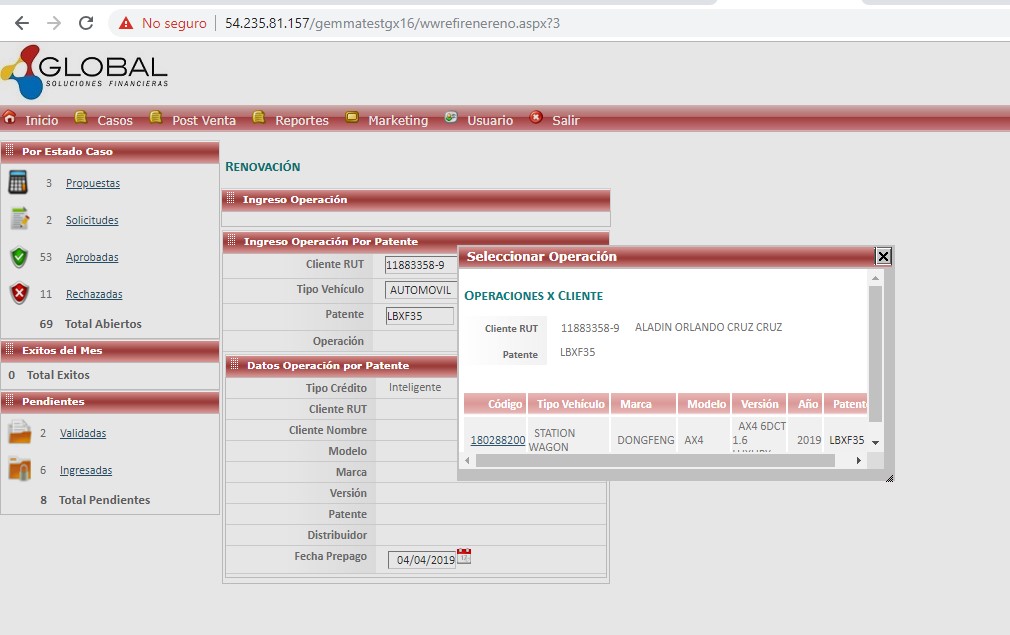 No seguro | 54.235.81.157/gemmatestgx16/wwrefirenereno.aspx?3
GLOBAL
SOLUCIONES FINANCIERAS
Inicio Casos Post Venta Reportes Marketing Usuario Salir
Por Estado Caso
3 Propuestas
2 Solicitudes
53 Aprobadas
11 Rechazadas
69 Total Abiertos
Exitos del Mes
0 Total Exitos
Pendientes
2 Validadas
6 Ingresadas
8 Total Pendientes
RENOVACIÓN
Ingreso Operación
Ingreso Operación Por Patente
Cliente RUT 11883358-9
Tipo Vehículo AUTOMOVIL
Patente LBXF35
Operación
Datos Operación por Patente
Tipo Crédito Inteligente
Cliente RUT
Cliente Nombre
Modelo
Marca
Versión
Patente
Distribuidor
Fecha Prepago 04/04/2019
Seleccionar Operación
OPERACIONES X CLIENTE
Cliente RUT 11883358-9 ALADIN ORLANDO CRUZ CRUZ
Patente LBXF35
Código Tipo Vehículo Marca Modelo Versión Año Patent
180288200 STATION WAGON DONGFENG AX4 AX4 6DCT 1.6 2019 LBXF35